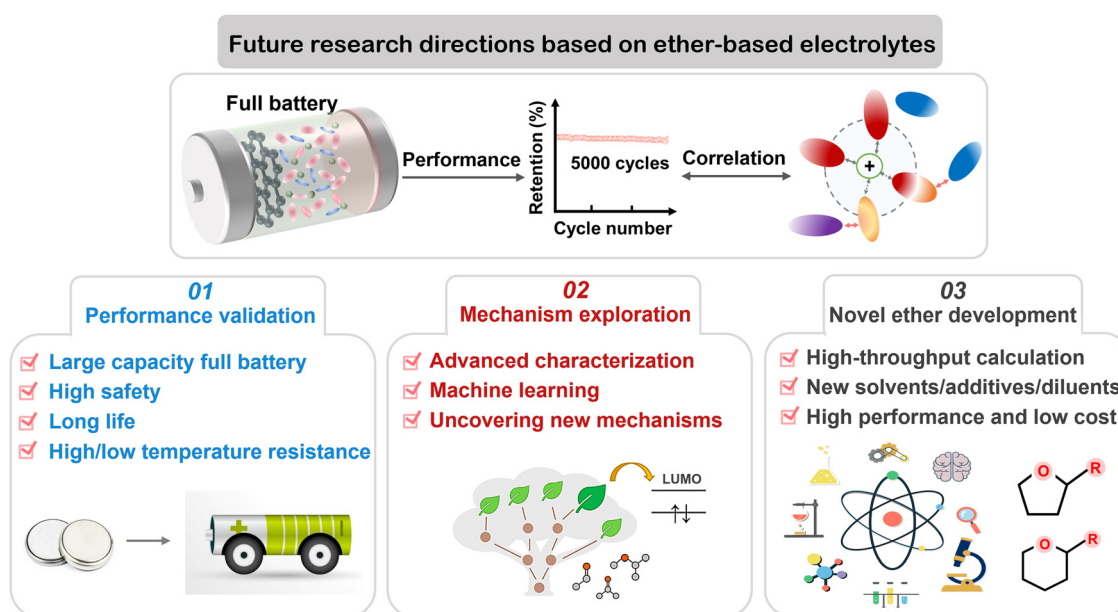 Future research directions based on ether-based electrolytes
Full battery
Performance
Retention (%)
5000 cycles
Cycle number
Correlation
+
01
Performance validation
Large capacity full battery
High safety
Long life
High/low temperature resistance
02
Mechanism exploration
Advanced characterization
Machine learning
Uncovering new mechanisms
LUMO
03
Novel ether development
High-throughput calculation
New solvents/additives/diluents
High performance and low cost
O R
O R